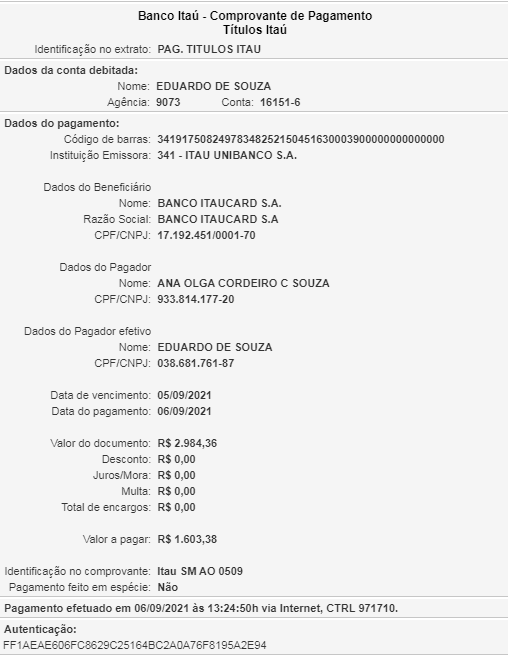 Banco Itaú - Comprovante de Pagamento
Títulos Itaú
Identificação no extrato: PAG. TITULOS ITAU
Dados da conta debitada:
Nome: EDUARDO DE SOUZA
Agência: 9073 Conta: 16151-6
Dados do pagamento:
Código de barras: 34191750824978348252150451630003900000000000000
Instituição Emissora: 341 - ITAU UNIBANCO S.A.
Dados do Beneficiário
Nome: BANCO ITAUCARD S.A.
Razão Social: BANCO ITAUCARD S.A
CPF/CNPJ: 17.192.451/0001-70
Dados do Pagador
Nome: ANA OLGA CORDEIRO C SOUZA
CPF/CNPJ: 933.814.177-20
Dados do Pagador efetivo
Nome: EDUARDO DE SOUZA
CPF/CNPJ: 038.681.761-87
Data de vencimento: 05/09/2021
Data do pagamento: 06/09/2021
Valor do documento: R$ 2.984,36
Desconto: R$ 0,00
Juros/Mora: R$ 0,00
Multa: R$ 0,00
Total de encargos: R$ 0,00
Valor a pagar: R$ 1.603,38
Identificação no comprovante: Itau SM AO 0509
Pagamento feito em espécie: Não
Pagamento efetuado em 06/09/2021 às 13:24:50h via Internet, CTRL 971710.
Autenticação:
FF1AEAE606FC8629C25164BC2A0A76F8195A2E94